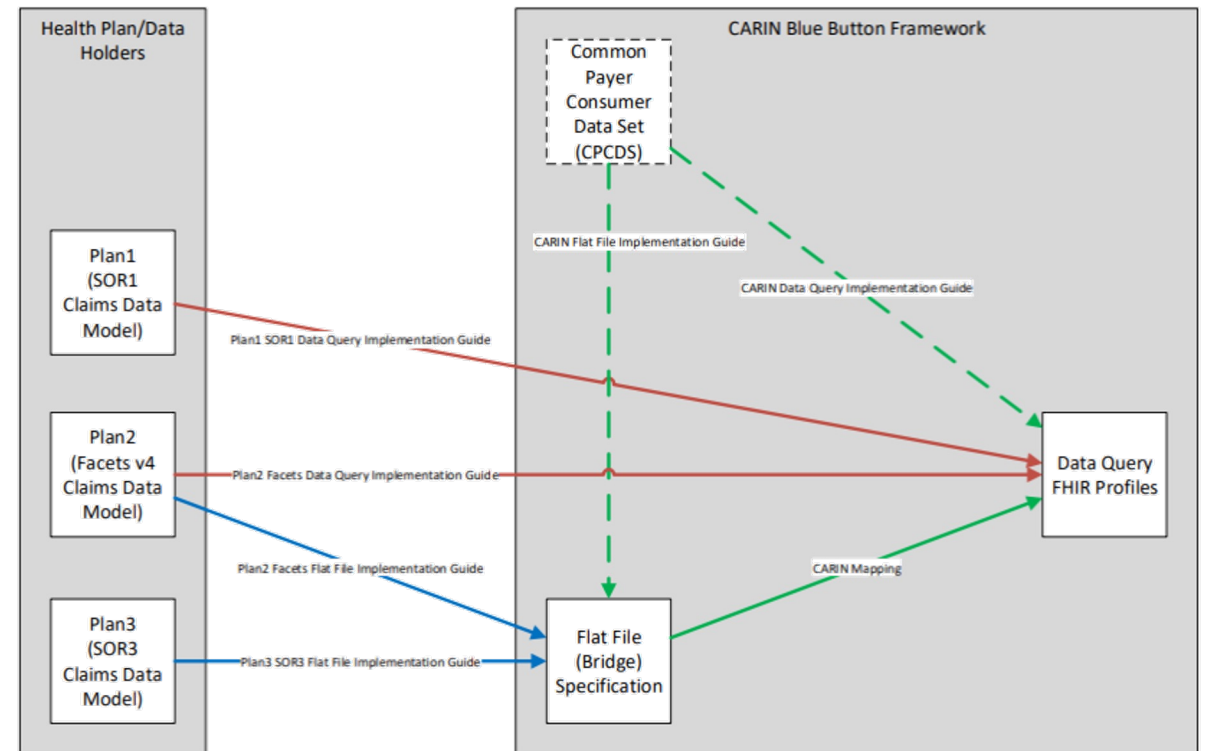 Health Plan/Data
Holders
CARIN Blue Button Framework
Common
Payer
Consumer
Data Set
(CPCDS)
CARIN Flat File Implementation Guide
CARIN Data Query Implementation Guide
Plan1
(SOR1
Claims Data
Model)
Plan1 SOR1 Data Query Implementation Guide
Plan2
(Facets v4
Claims Data
Model)
Plan2 Facets Data Query Implementation Guide
Data Query
FHIR Profiles
Plan2 Facets Flat File Implementation Guide
CARIN Mapping
Plan3
(SOR3
Claims Data
Model)
Plan3 SOR3 Flat File Implementation Guide
Flat File
(Bridge)
Specification